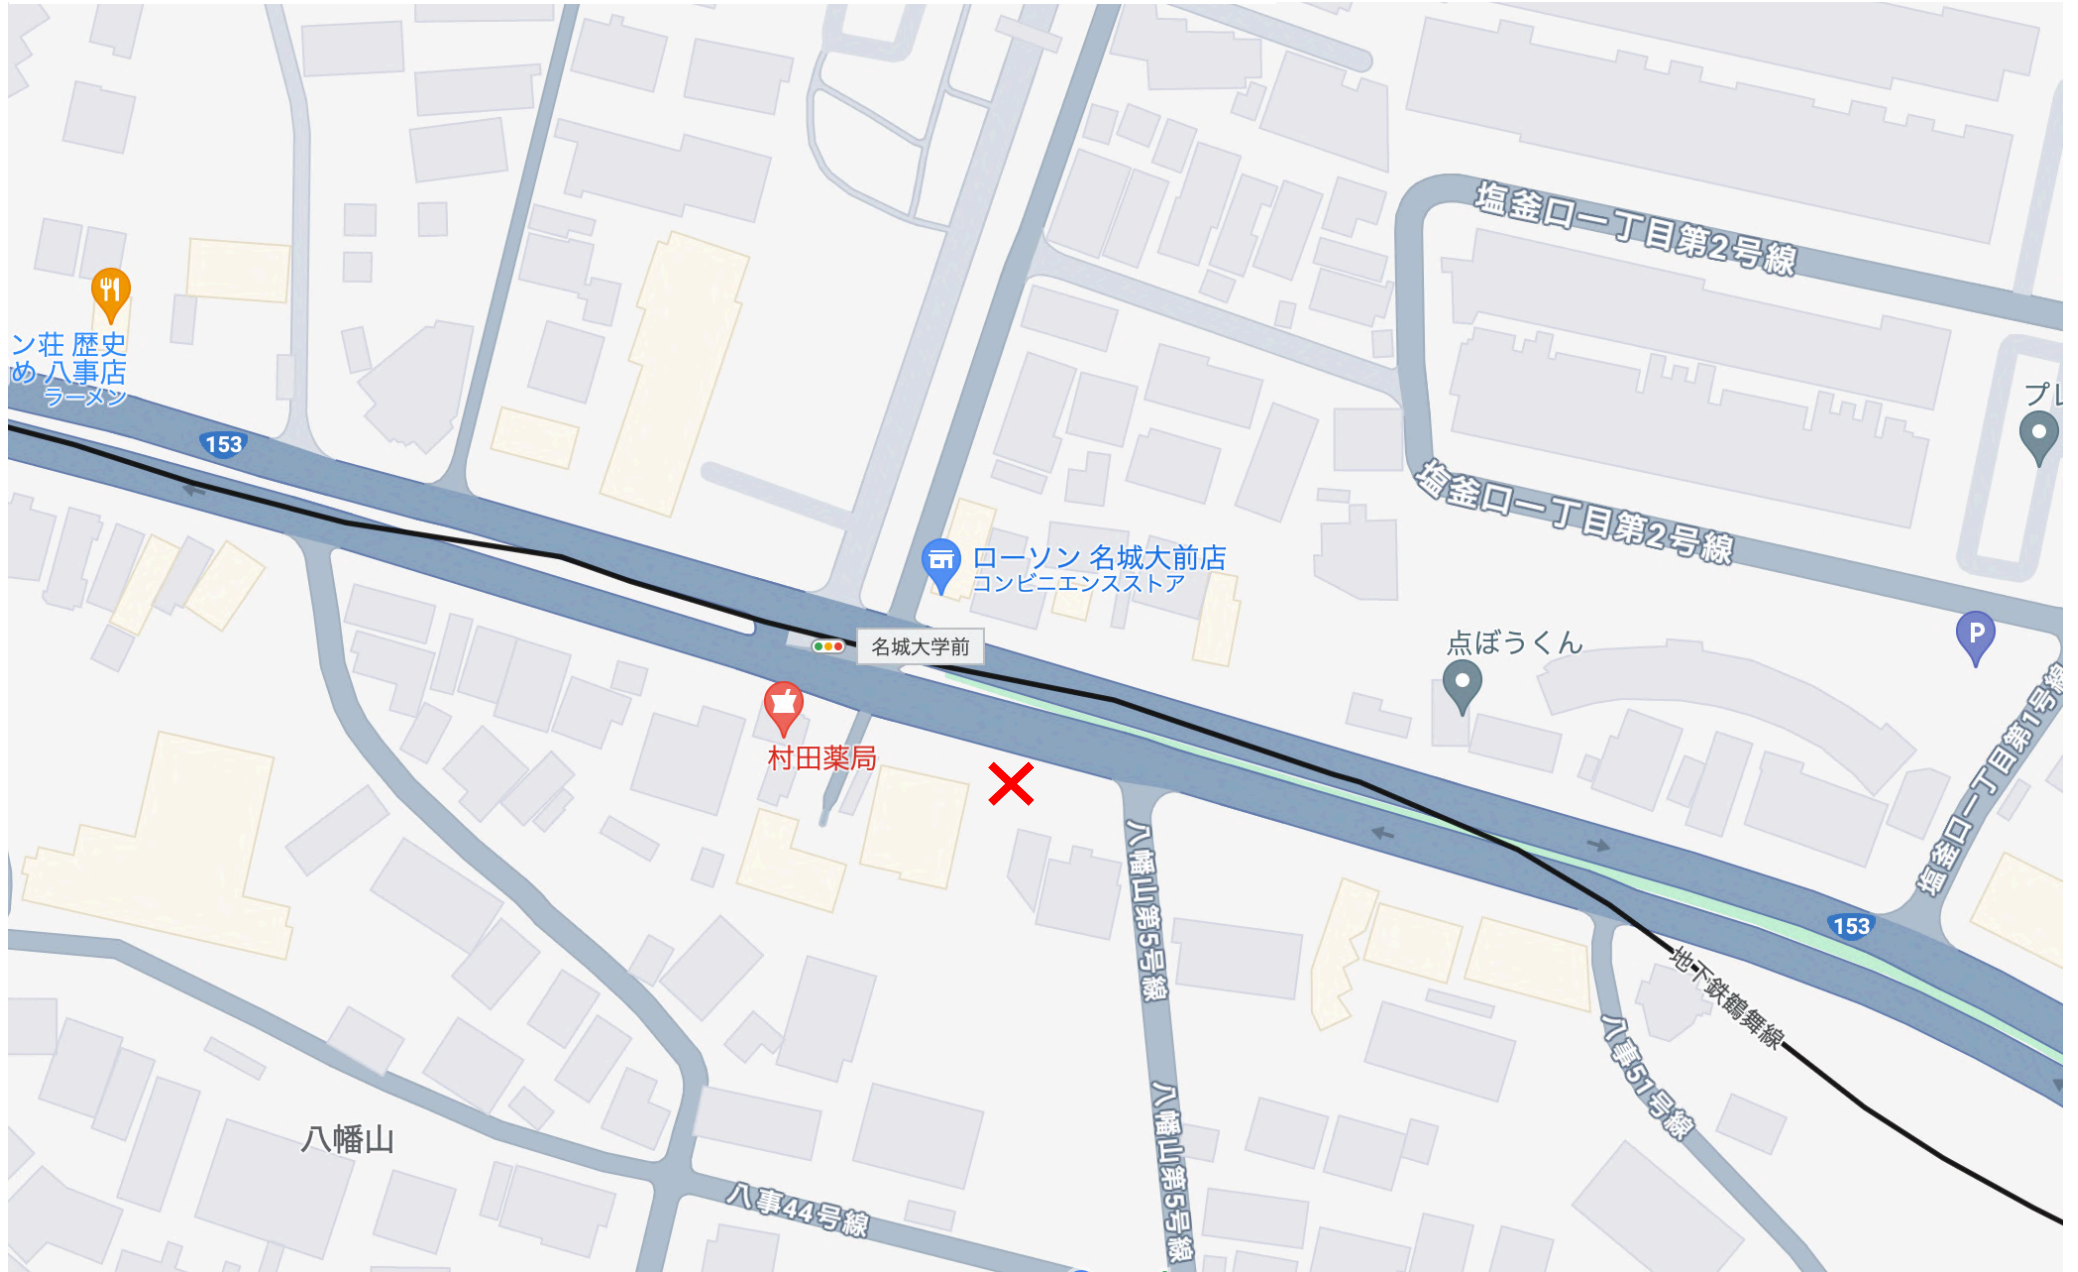 塩釜口一丁目第2号線
ン荘 歴史
め 八事店
ラーメン
153
プレ
塩釜口一丁目第2号線
ローソン 名城大前店
コンビニエンスストア
名城大学前
点ぼうくん
P
村田薬局
塩釜口一丁目第1号線
八幡山第5号線
153
地下鉄鶴舞線
八事51号線
八幡山
八幡山第5号線
八事44号線